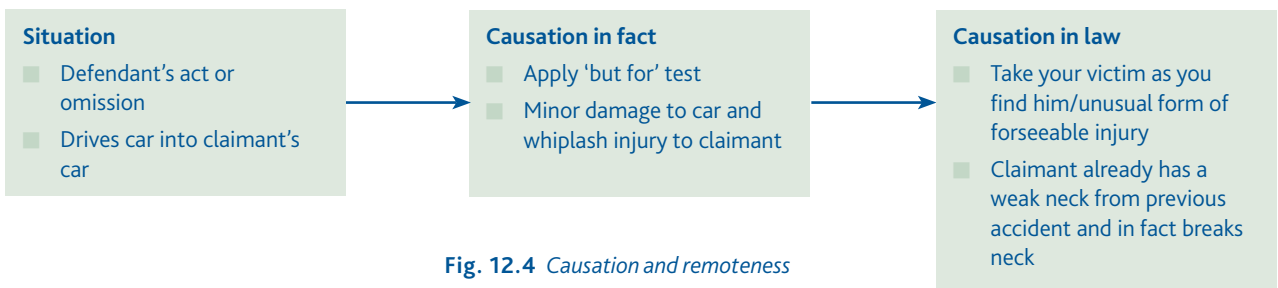 Situation
Defendant's act or
omission
Drives car into claimant's
car
Causation in fact
Apply 'but for' test
Minor damage to car and
whiplash injury to claimant
Causation in law
Take your victim as you
find him/unusual form of
forseeable injury
Claimant already has a
weak neck from previous
accident and in fact breaks
neck
Fig. 12.4 Causation and remoteness